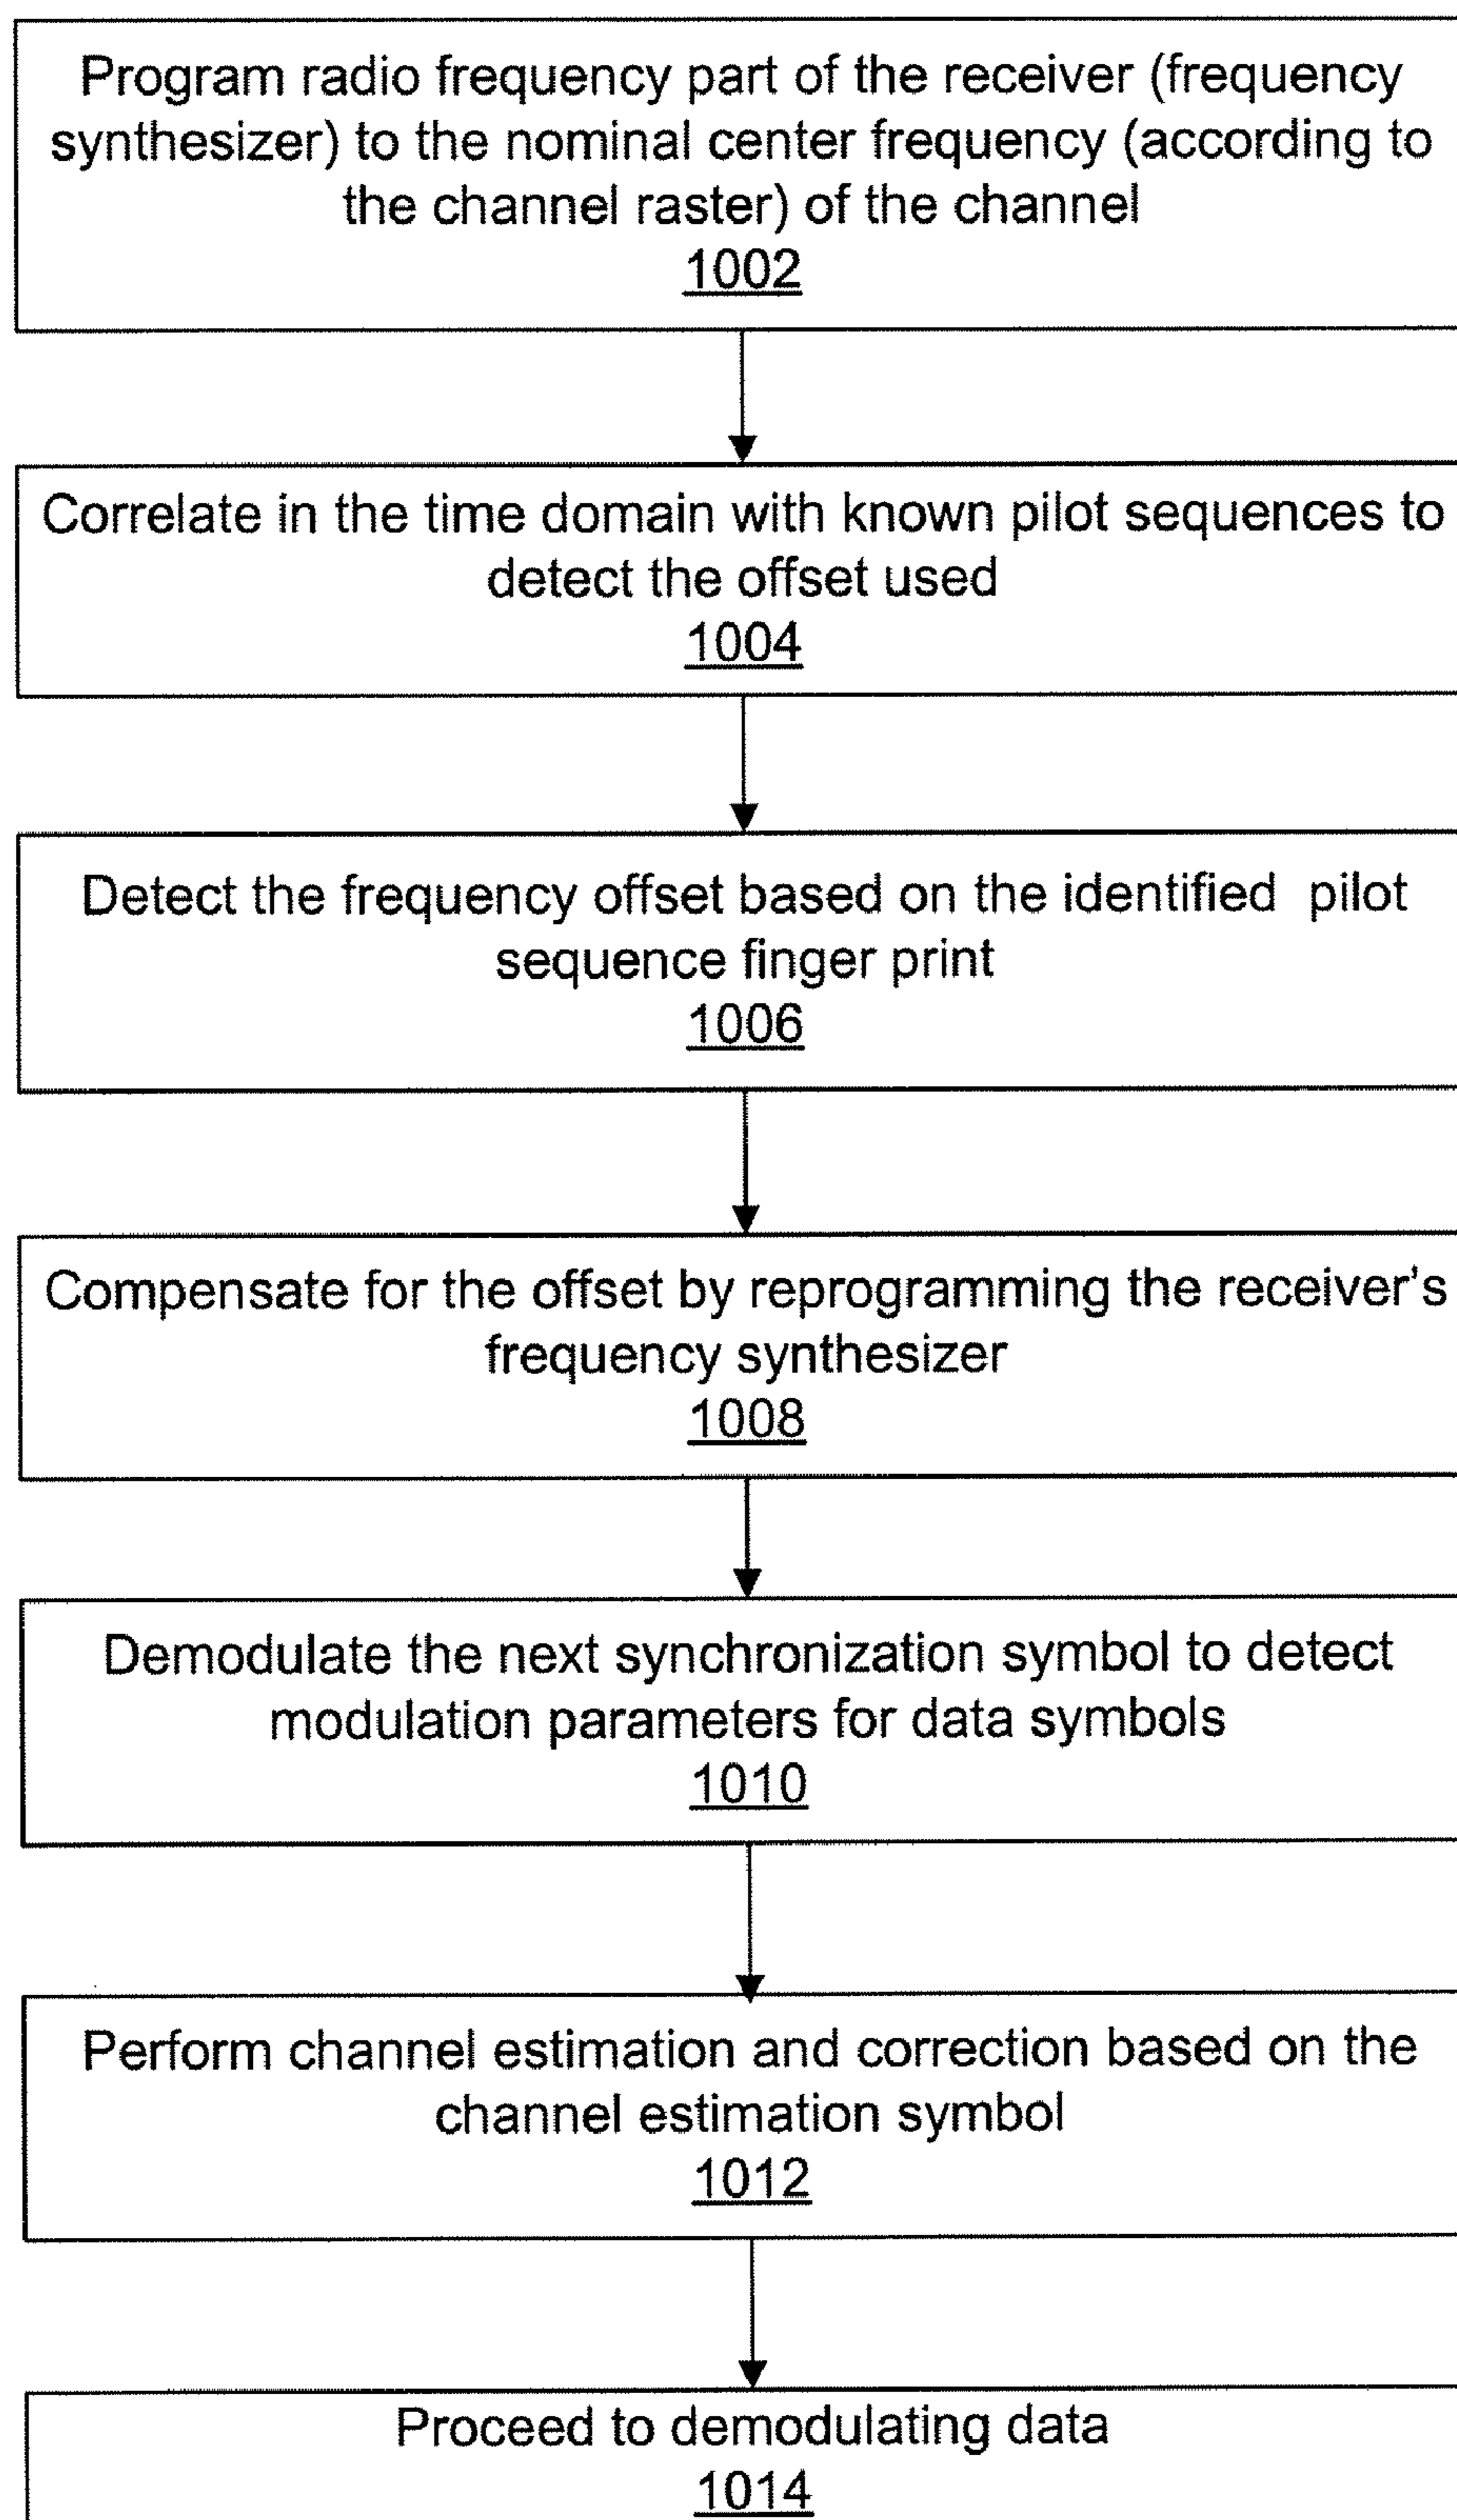 Program radio frequency part of the receiver (frequency
synthesizer) to the nominal center frequency (according to
the channel raster) of the channel
1002
Correlate in the time domain with known pilot sequences to
detect the offset used
1004
Detect the frequency offset based on the identified pilot
sequence finger print
1006
Compensate for the offset by reprogramming the receiver's
frequency synthesizer
1008
Demodulate the next synchronization symbol to detect
modulation parameters for data symbols
1010
Perform channel estimation and correction based on the
channel estimation symbol
1012
Proceed to demodulating data
1014